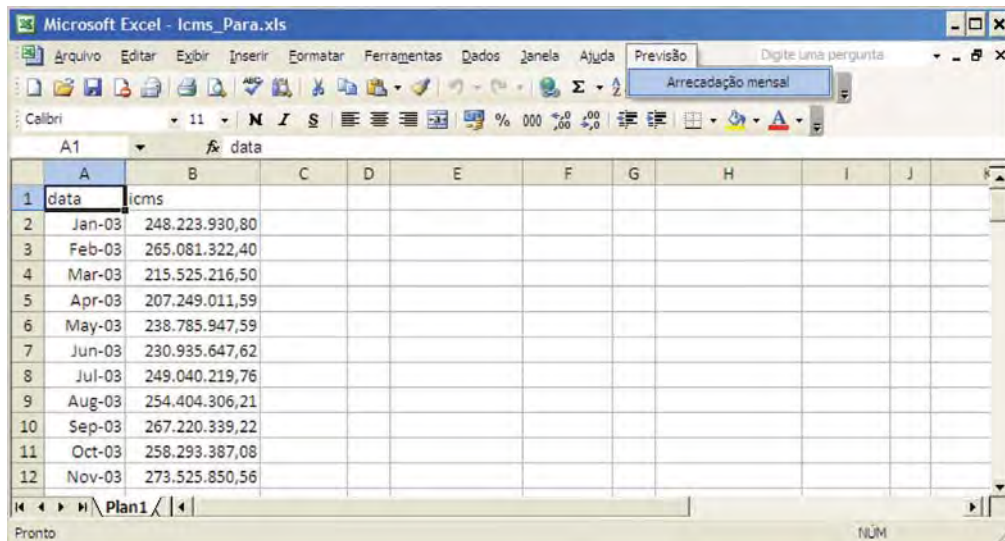 Microsoft Excel - Icms_Para.xls
Arquivo Editar Exibir Inserir Formatar Ferramentas Dados Janela Ajuda Previsão Digite uma pergunta
Arrecadação mensal
Calibri 11 N I S % 000
A1 fx data
A B C D E F G H I J K
1 data icms
2 Jan-03 248.223.930,80
3 Feb-03 265.081.322,40
4 Mar-03 215.525.216,50
5 Apr-03 207.249.011,59
6 May-03 238.785.947,59
7 Jun-03 230.935.647,62
8 Jul-03 249.040.219,76
9 Aug-03 254.404.306,21
10 Sep-03 267.220.339,22
11 Oct-03 258.293.387,08
12 Nov-03 273.525.850,56
Plan1
Pronto NÚM